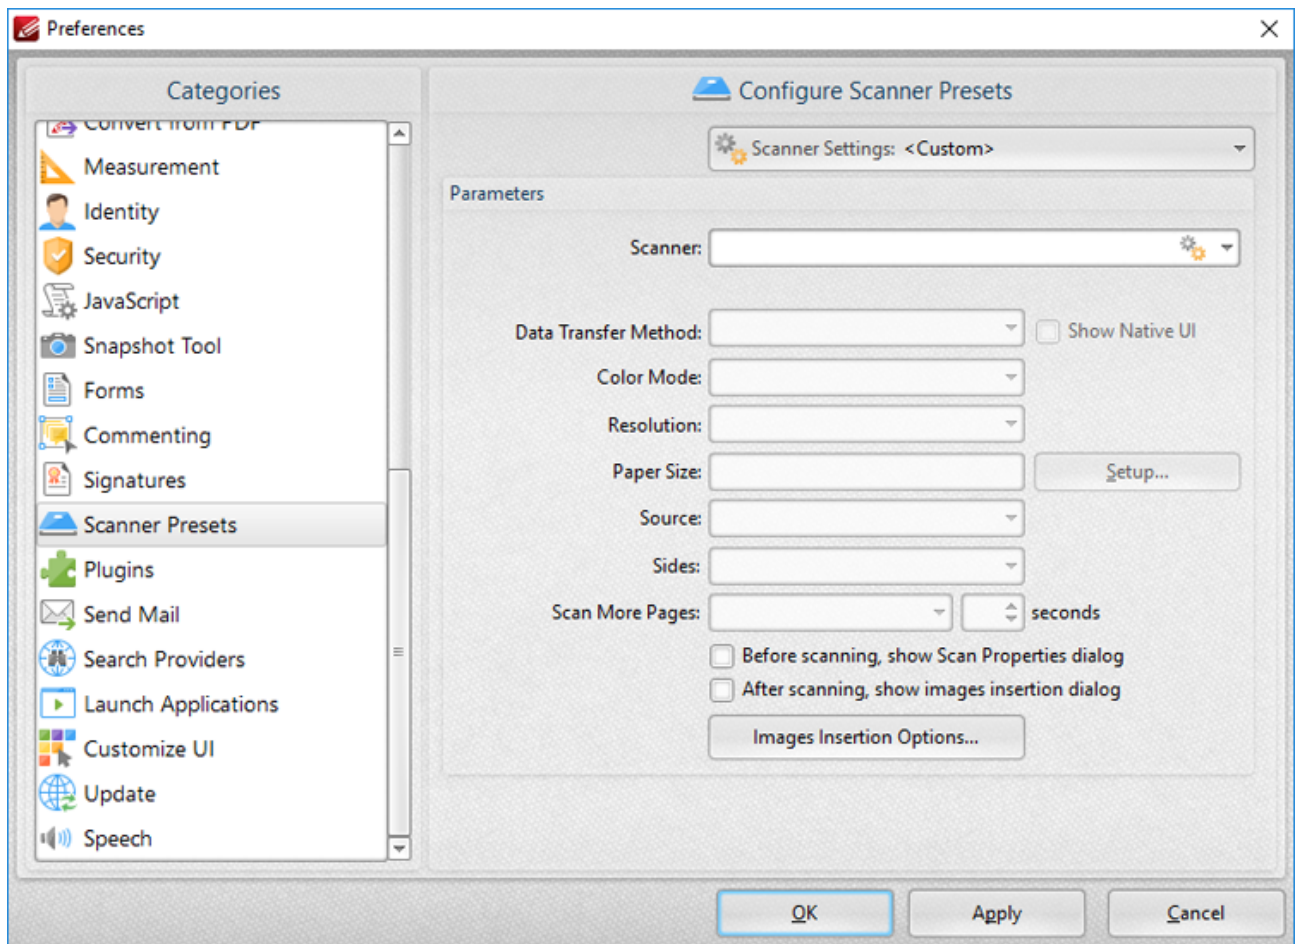 Preferences
Categories
Convert from PDF
Measurement
Identity
Security
JavaScript
Snapshot Tool
Forms
Commenting
Signatures
Scanner Presets
Plugins
Send Mail
Search Providers
Launch Applications
Customize UI
Update
Speech
Configure Scanner Presets
Scanner Settings: <Custom>
Parameters
Scanner:
Data Transfer Method:
Show Native UI
Color Mode:
Resolution:
Paper Size:
Setup...
Source:
Sides:
Scan More Pages:
seconds
Before scanning, show Scan Properties dialog
After scanning, show images insertion dialog
Images Insertion Options...
OK
Apply
Cancel